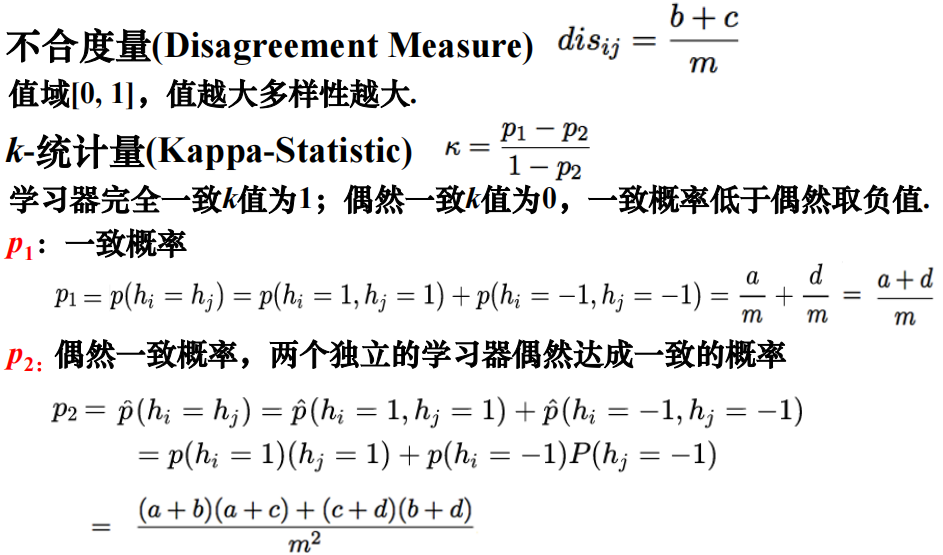 不合度量(Disagreement Measure) $dis_{ij} = \frac{b+c}{m}$
值域[0, 1]，值越大多样性越大.
k-统计量(Kappa-Statistic) $\kappa = \frac{p_1 - p_2}{1 - p_2}$
学习器完全一致k值为1；偶然一致k值为0，一致概率低于偶然取负值.
p₁：一致概率
$p_1 = p(h_i = h_j) = p(h_i = 1, h_j = 1) + p(h_i = -1, h_j = -1) = \frac{a}{m} + \frac{d}{m} = \frac{a+d}{m}$
p₂：偶然一致概率，两个独立的学习器偶然达成一致的概率
$p_2 = \hat{p}(h_i = h_j) = \hat{p}(h_i = 1, h_j = 1) + \hat{p}(h_i = -1, h_j = -1)$
$= p(h_i = 1)(h_j = 1) + p(h_i = -1)P(h_j = -1)$
$= \frac{(a+b)(a+c)+(c+d)(b+d)}{m^2}$